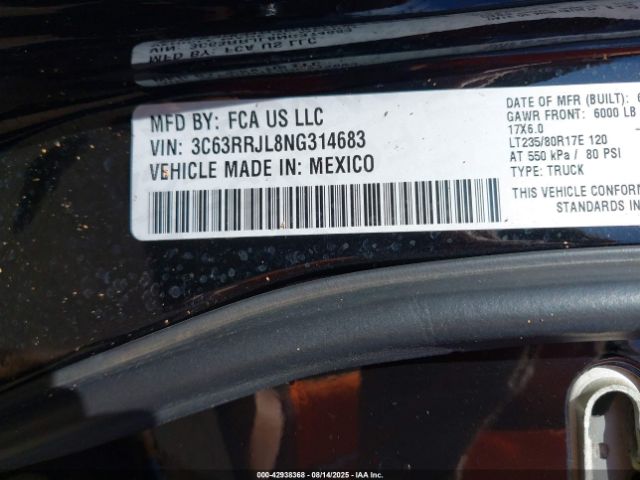 MFD BY: FCA US LLC
VIN: 3C63RRJL8NG314683
VEHICLE MADE IN: MEXICO
DATE OF MFR (BUILT): 6
GAWR FRONT: 6000 LB
17X6.0
LT235/80R17E 120
AT 550 kPa / 80 PSI
TYPE: TRUCK
THIS VEHICLE CONFORM
STANDARDS IN
000-42938368 - 08/14/2025 - IAA Inc.